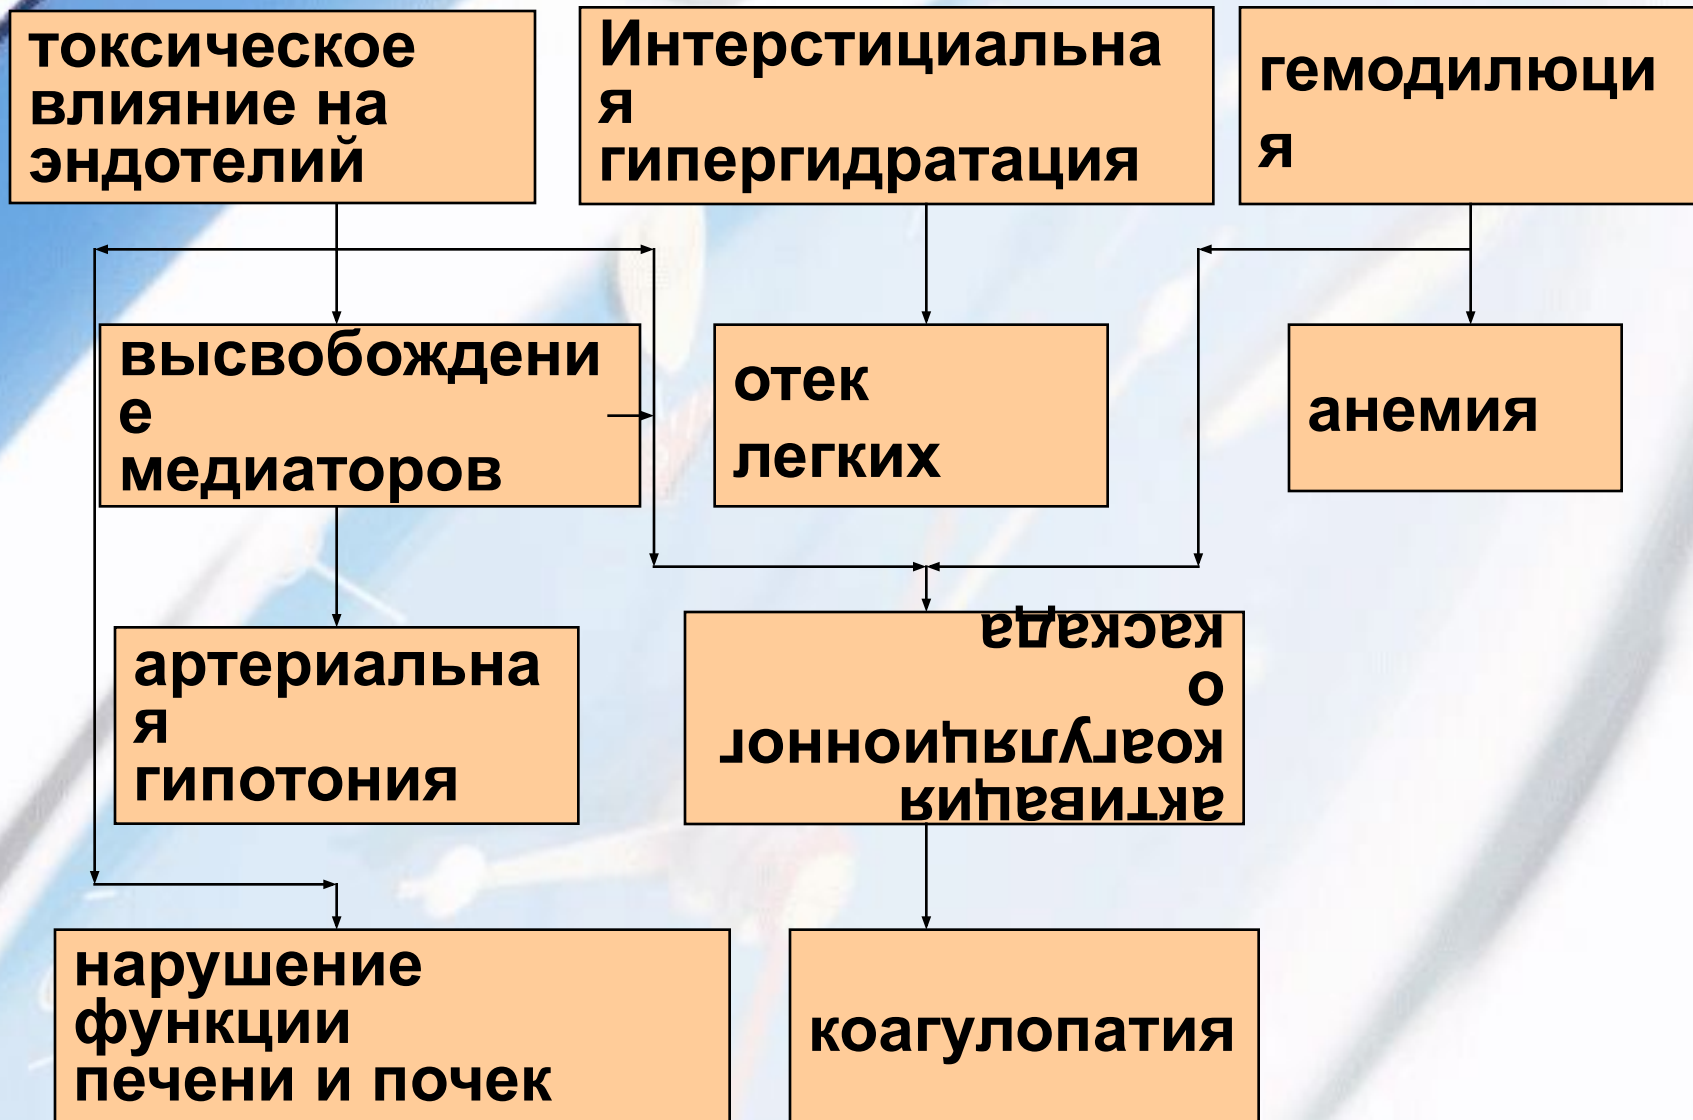 токсическое
влияние на
эндотелий
Интерстициальна
я
гипергидратация
гемодилюци
я
высвобождени
е
медиаторов
отек
легких
анемия
артериальна
я
гипотония
активация
коагуляционног
о
каскада
нарушение
функции
печени и почек
коагулопатия